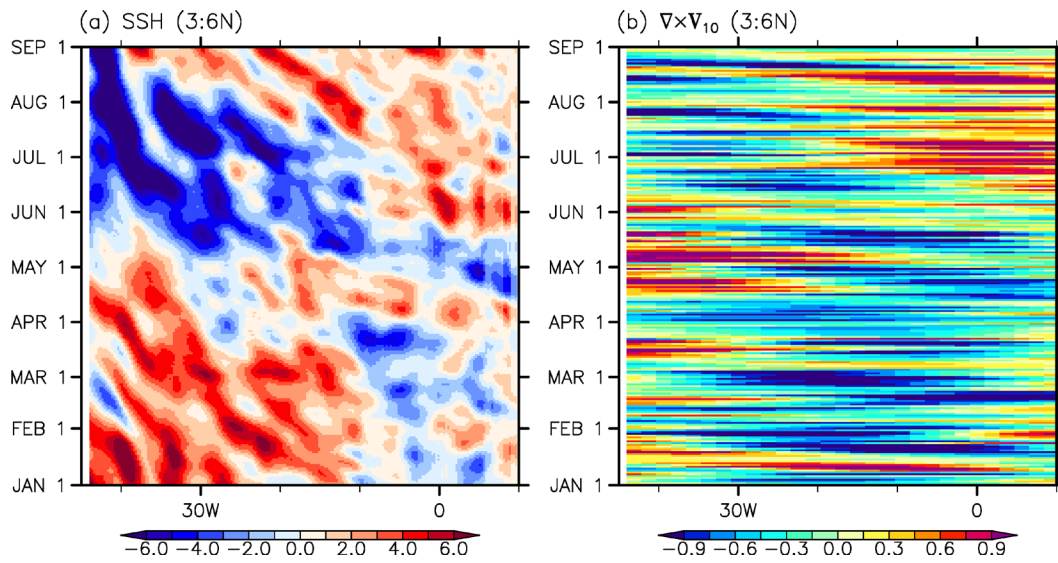 (a) SSH (3:6N)
SEP 1
AUG 1
JUL 1
JUN 1
MAY 1
APR 1
MAR 1
FEB 1
JAN 1
30W
0
−6.0 −4.0 −2.0 0.0 2.0 4.0 6.0
(b) ∇×V₁₀ (3:6N)
SEP 1
AUG 1
JUL 1
JUN 1
MAY 1
APR 1
MAR 1
FEB 1
JAN 1
30W
0
−0.9 −0.6 −0.3 0.0 0.3 0.6 0.9